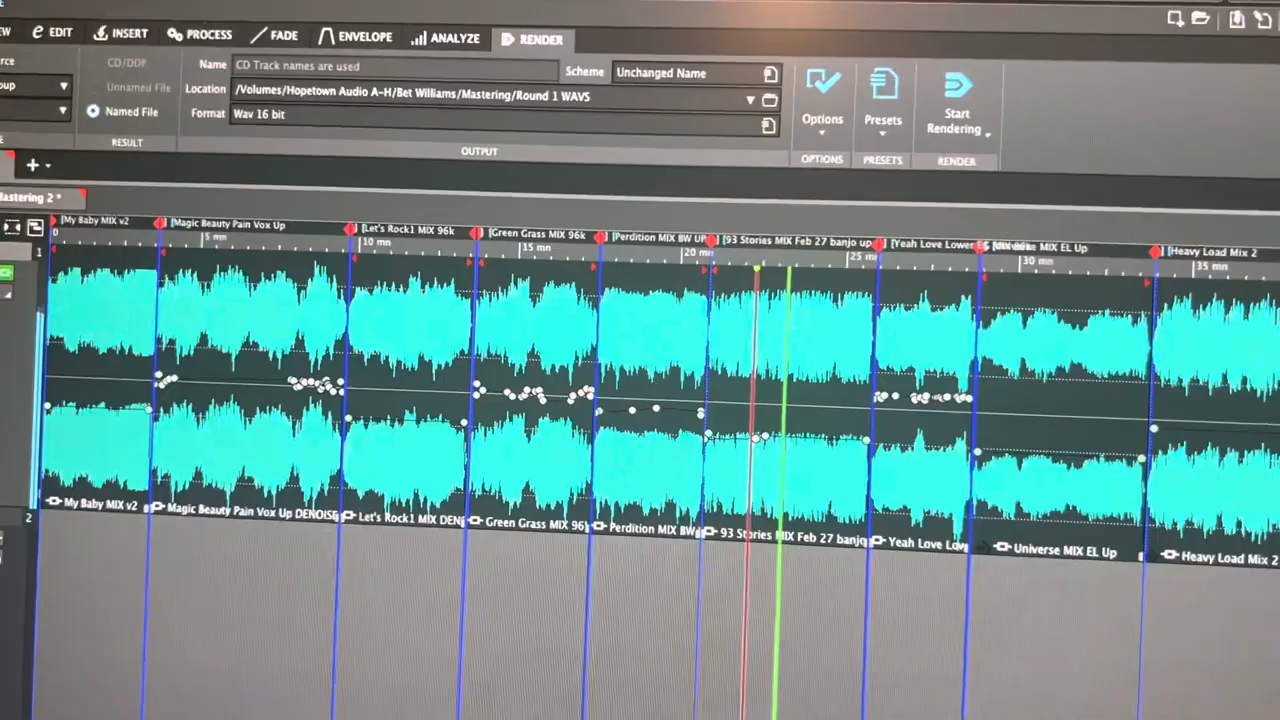 EDIT INSERT PROCESS FADE ENVELOPE ANALYZE RENDER
CD/DDP
Unnamed File
Named File
RESULT
Name CD Track names are used Scheme Unchanged Name
Location /Volumes/Hopetown Audio A-H/Bet Williams/Mastering/Round 1 WAVS
Format Wav 16 bit
OUTPUT
Options
OPTIONS
Presets
PRESETS
Start
Rendering
RENDER
[My Baby MIX v2 [Magic Beauty Pain Vox Up [Let's Rock1 MIX 96k [Green Grass MIX 96k [Perdition MIX BW UP [93 Stories MIX Feb 27 banjo up [Yeah Love Lower MIX EL Up [Heavy Load Mix 2
0 5 mn 10 mn 15 mn 20 mn 25 mn 30 mn 35 mn
1
2
My Baby MIX v2 Magic Beauty Pain Vox Up DENOISE Let's Rock1 MIX DEN Green Grass MIX 96 Perdition MIX BW 93 Stories MIX Feb 27 banjo Yeah Love Lov Universe MIX EL Up Heavy Load Mix 2